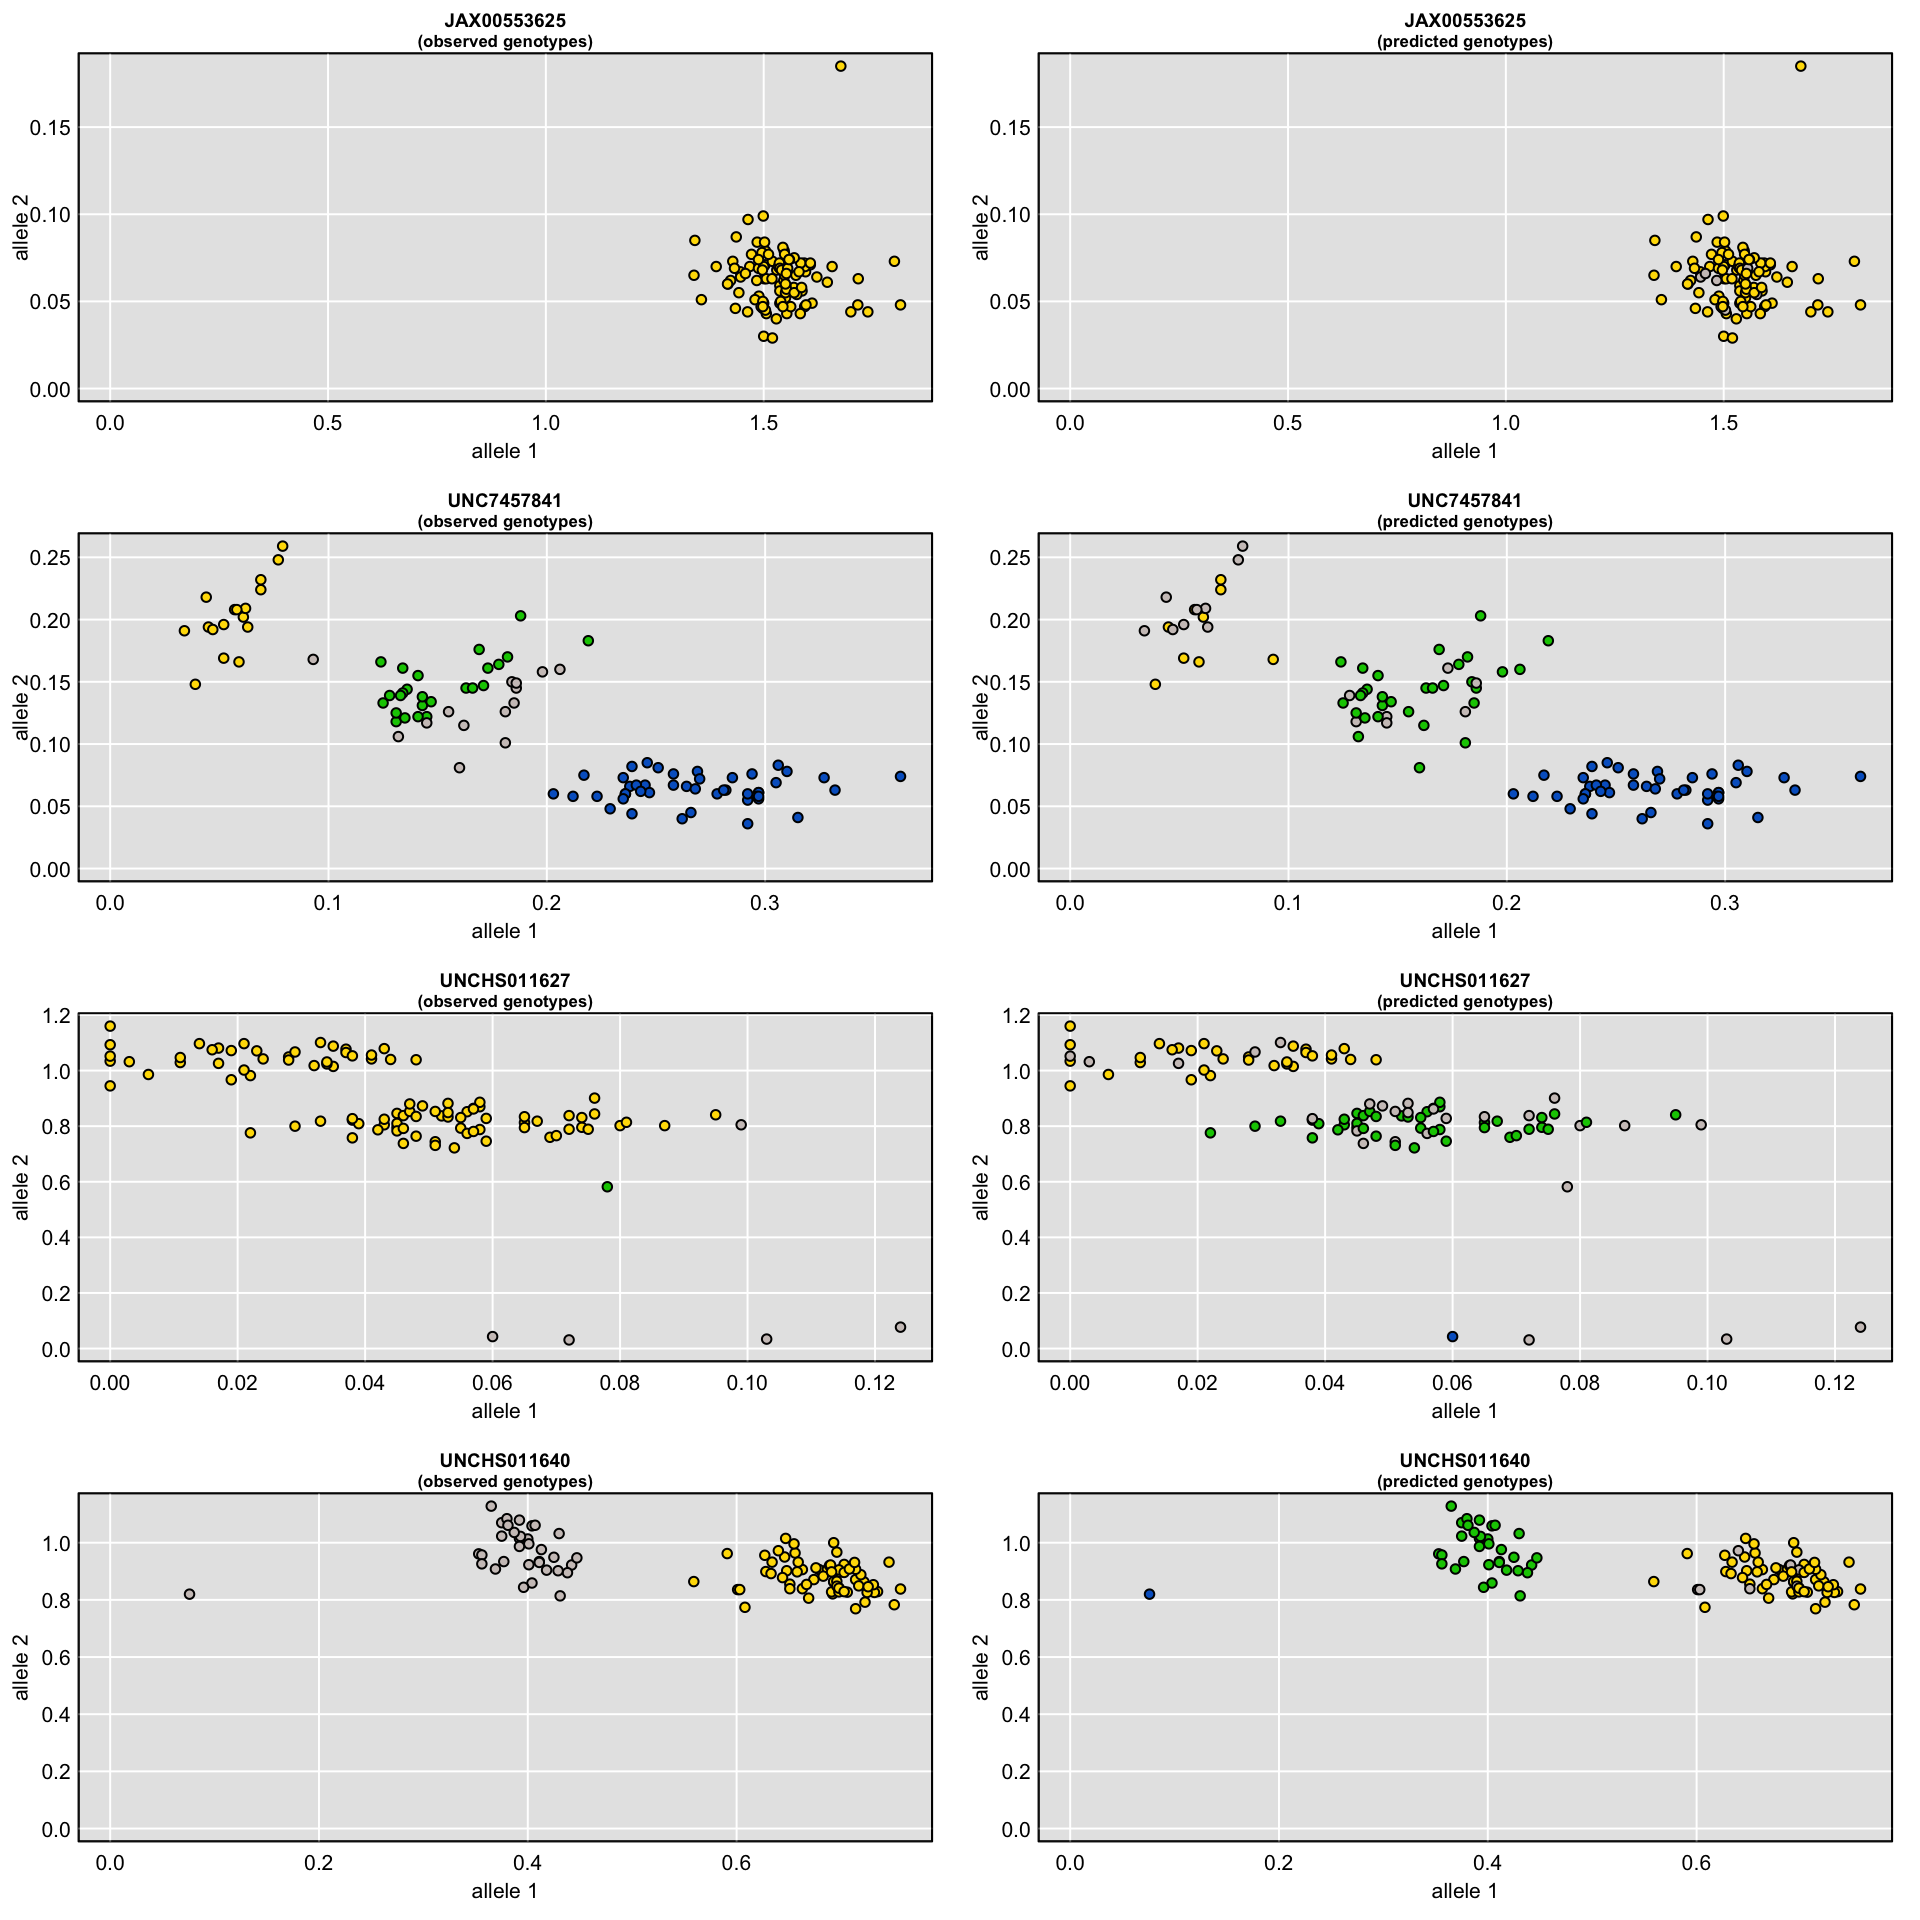 JAX00553625
(observed genotypes)
allele 2
0.15
0.10
0.05
0.00
0.0 0.5 1.0 1.5
allele 1
JAX00553625
(predicted genotypes)
allele 2
0.15
0.10
0.05
0.00
0.0 0.5 1.0 1.5
allele 1
UNC7457841
(observed genotypes)
allele 2
0.25
0.20
0.15
0.10
0.05
0.00
0.0 0.1 0.2 0.3
allele 1
UNC7457841
(predicted genotypes)
allele 2
0.25
0.20
0.15
0.10
0.05
0.00
0.0 0.1 0.2 0.3
allele 1
UNCHS011627
(observed genotypes)
allele 2
1.2
1.0
0.8
0.6
0.4
0.2
0.0
0.00 0.02 0.04 0.06 0.08 0.10 0.12
allele 1
UNCHS011627
(predicted genotypes)
allele 2
1.2
1.0
0.8
0.6
0.4
0.2
0.0
0.00 0.02 0.04 0.06 0.08 0.10 0.12
allele 1
UNCHS011640
(observed genotypes)
allele 2
1.0
0.8
0.6
0.4
0.2
0.0
0.0 0.2 0.4 0.6
allele 1
UNCHS011640
(predicted genotypes)
allele 2
1.0
0.8
0.6
0.4
0.2
0.0
0.0 0.2 0.4 0.6
allele 1